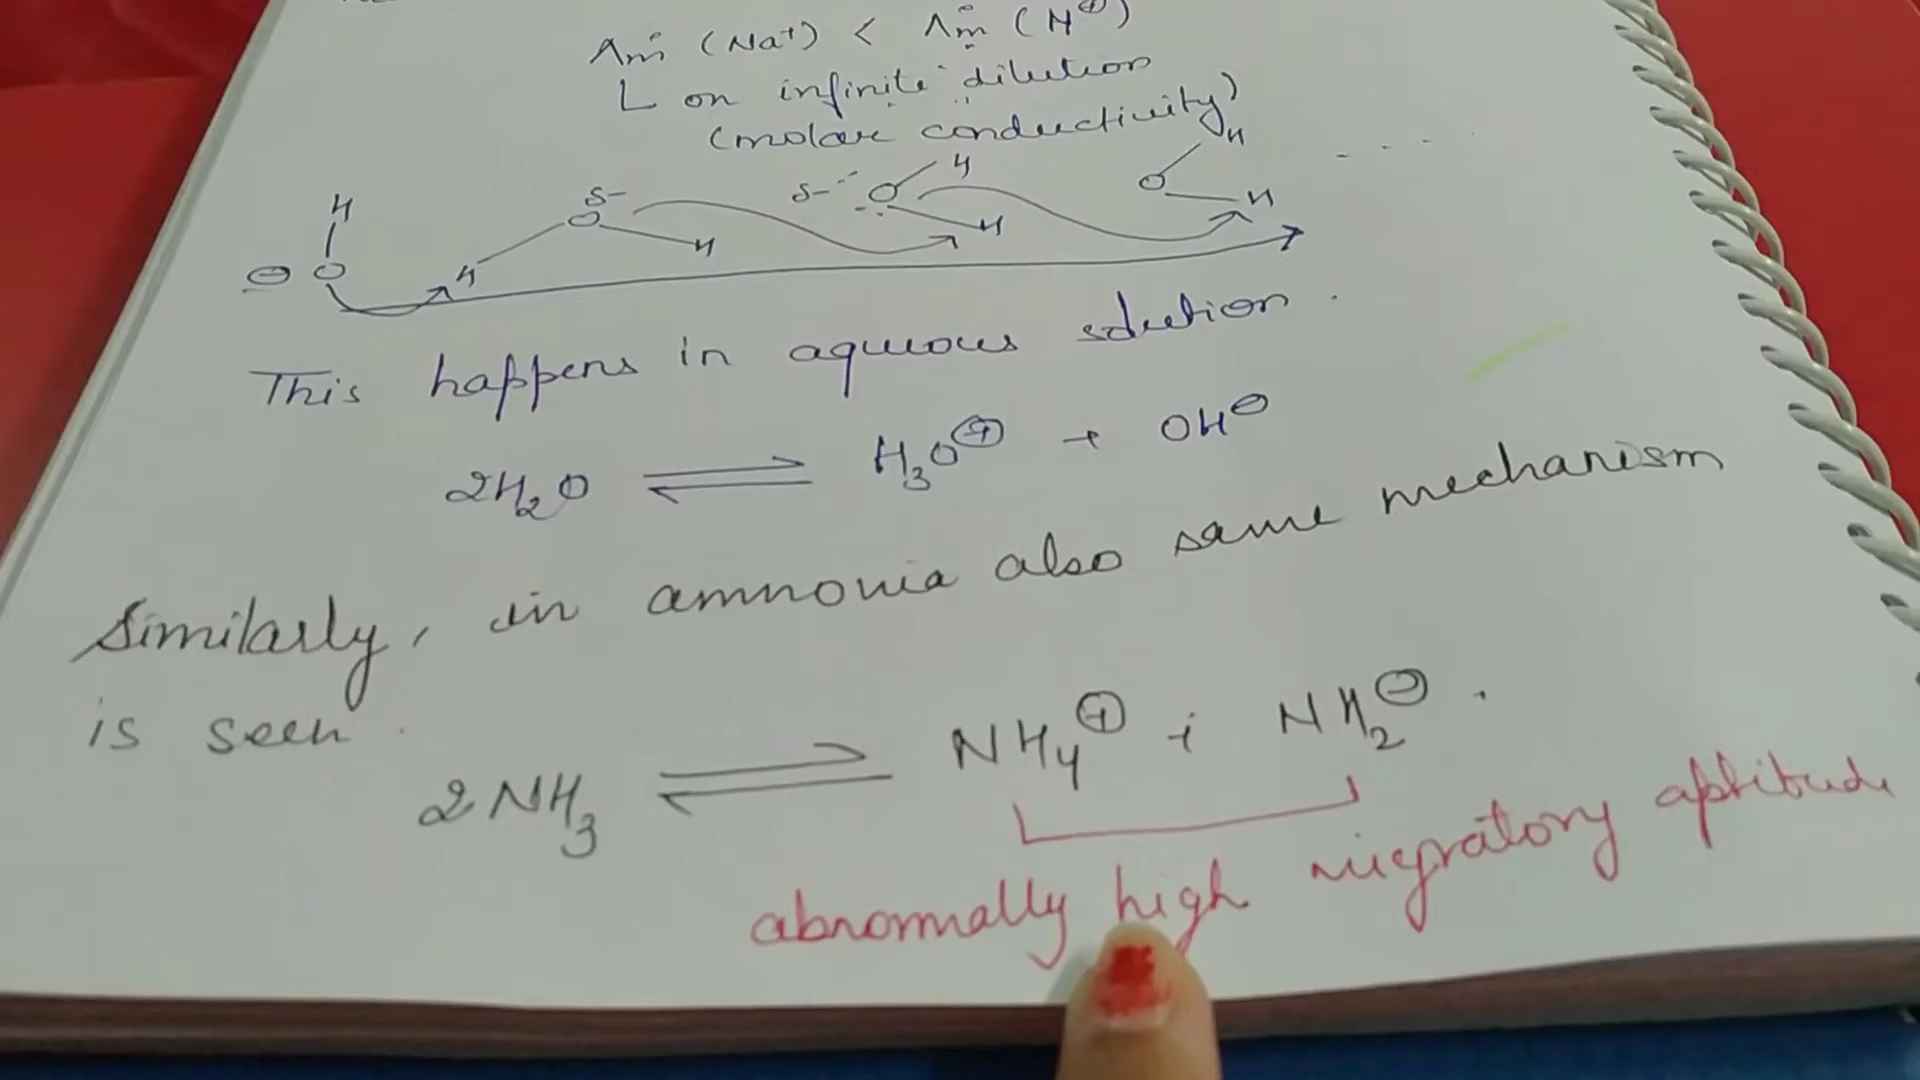 Λm° (Na+) < Λm° (H⊕)
L on infinite dilution
(molar conductivity)
H
H
O
⊖ O
H
δ-
O
H
δ-
O
H
H
O
H
H
- - - -
This happens in aqueous solution.
2H2O ⇌ H3O⊕ + OH⊖
Similarly, in ammonia also same mechanism
is seen.
2NH3 ⇌ NH4⊕ + NH2⊖.
abnormally high migratory aptitude